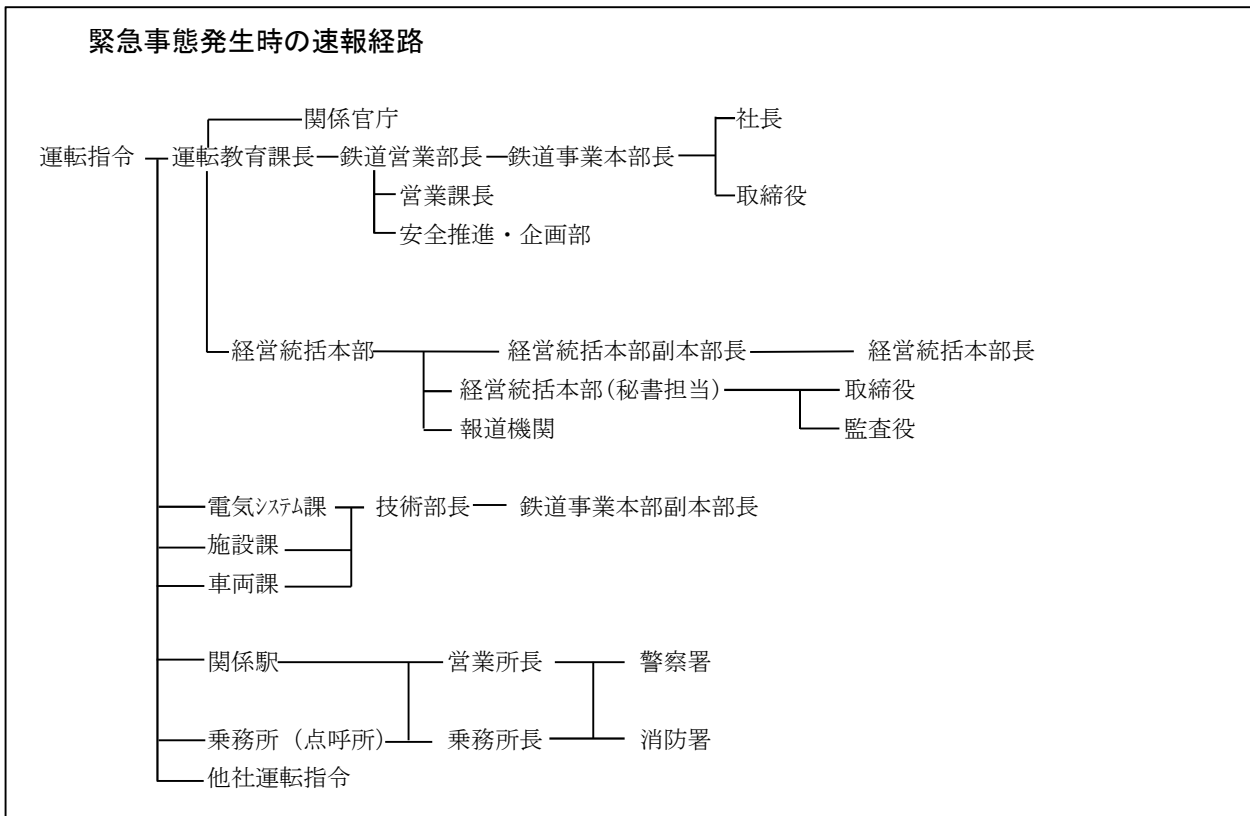 緊急事態発生時の速報経路
関係官庁
社長
運転指令 運転教育課長 鉄道営業部長 鉄道事業本部長
営業課長
取締役
安全推進・企画部
経営統括本部 経営統括本部副本部長 経営統括本部長
経営統括本部(秘書担当) 取締役
報道機関 監査役
電気システム課 技術部長 鉄道事業本部副本部長
施設課
車両課
関係駅 営業所長 警察署
乗務所（点呼所） 乗務所長 消防署
他社運転指令